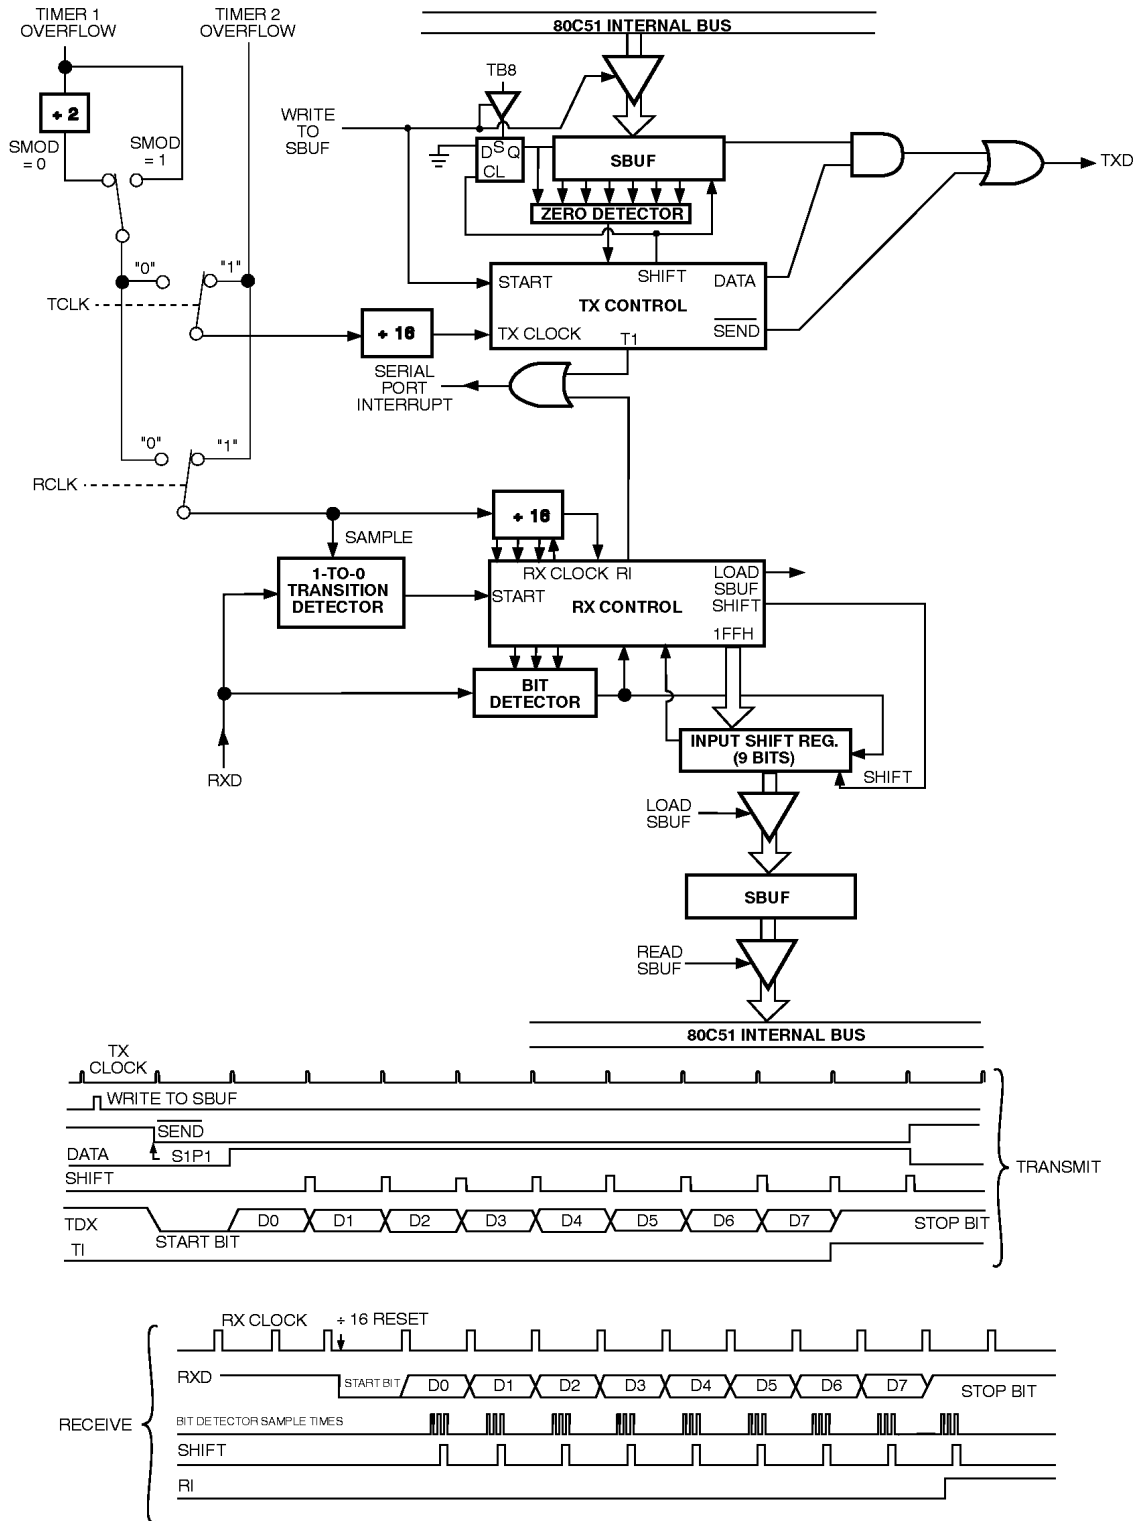 TIMER 1
OVERFLOW
TIMER 2
OVERFLOW
80C51 INTERNAL BUS
÷ 2
SMOD
= 0
SMOD
= 1
TB8
WRITE
TO
SBUF
D S Q
CL
SBUF
ZERO DETECTOR
TXD
"0"
"1"
TCLK
÷ 16
START
SHIFT
DATA
TX CONTROL
TX CLOCK
T1
SEND
SERIAL
PORT
INTERRUPT
"0"
"1"
RCLK
SAMPLE
÷ 16
1-TO-0
TRANSITION
DETECTOR
RX CLOCK
RI
START
RX CONTROL
LOAD
SBUF
SHIFT
1FFH
BIT
DETECTOR
RXD
INPUT SHIFT REG.
(9 BITS)
SHIFT
LOAD
SBUF
SBUF
READ
SBUF
80C51 INTERNAL BUS
TX
CLOCK
WRITE TO SBUF
SEND
DATA
S1P1
SHIFT
TDX
START BIT
D0 D1 D2 D3 D4 D5 D6 D7
STOP BIT
TI
TRANSMIT
RX CLOCK
÷ 16 RESET
RXD
START BIT
D0 D1 D2 D3 D4 D5 D6 D7
STOP BIT
RECEIVE
BIT DETECTOR SAMPLE TIMES
SHIFT
RI